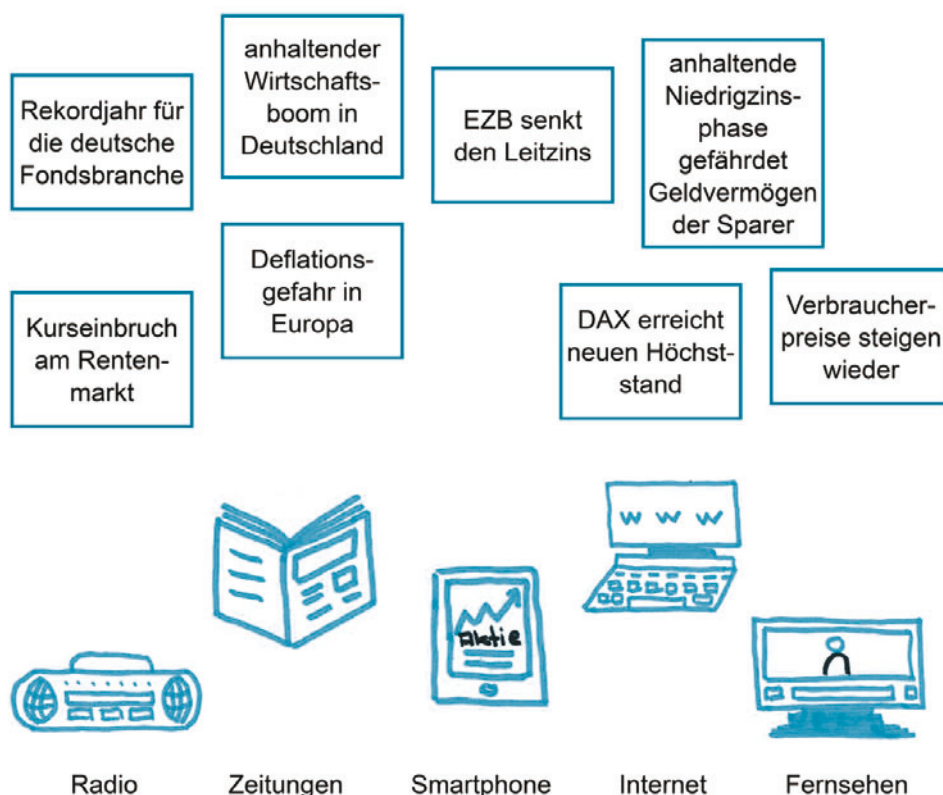 Rekordjahr für
die deutsche
Fondsbranche
anhaltender
Wirtschafts-
boom in
Deutschland
EZB senkt
den Leitzins
anhaltende
Niedrigzins-
phase
gefährdet
Geldvermögen
der Sparer
Kurseinbruch
am Renten-
markt
Deflations-
gefahr in
Europa
DAX erreicht
neuen Höchst-
stand
Verbraucher-
preise steigen
wieder
Aktie
W W W
Radio
Zeitungen
Smartphone
Internet
Fernsehen